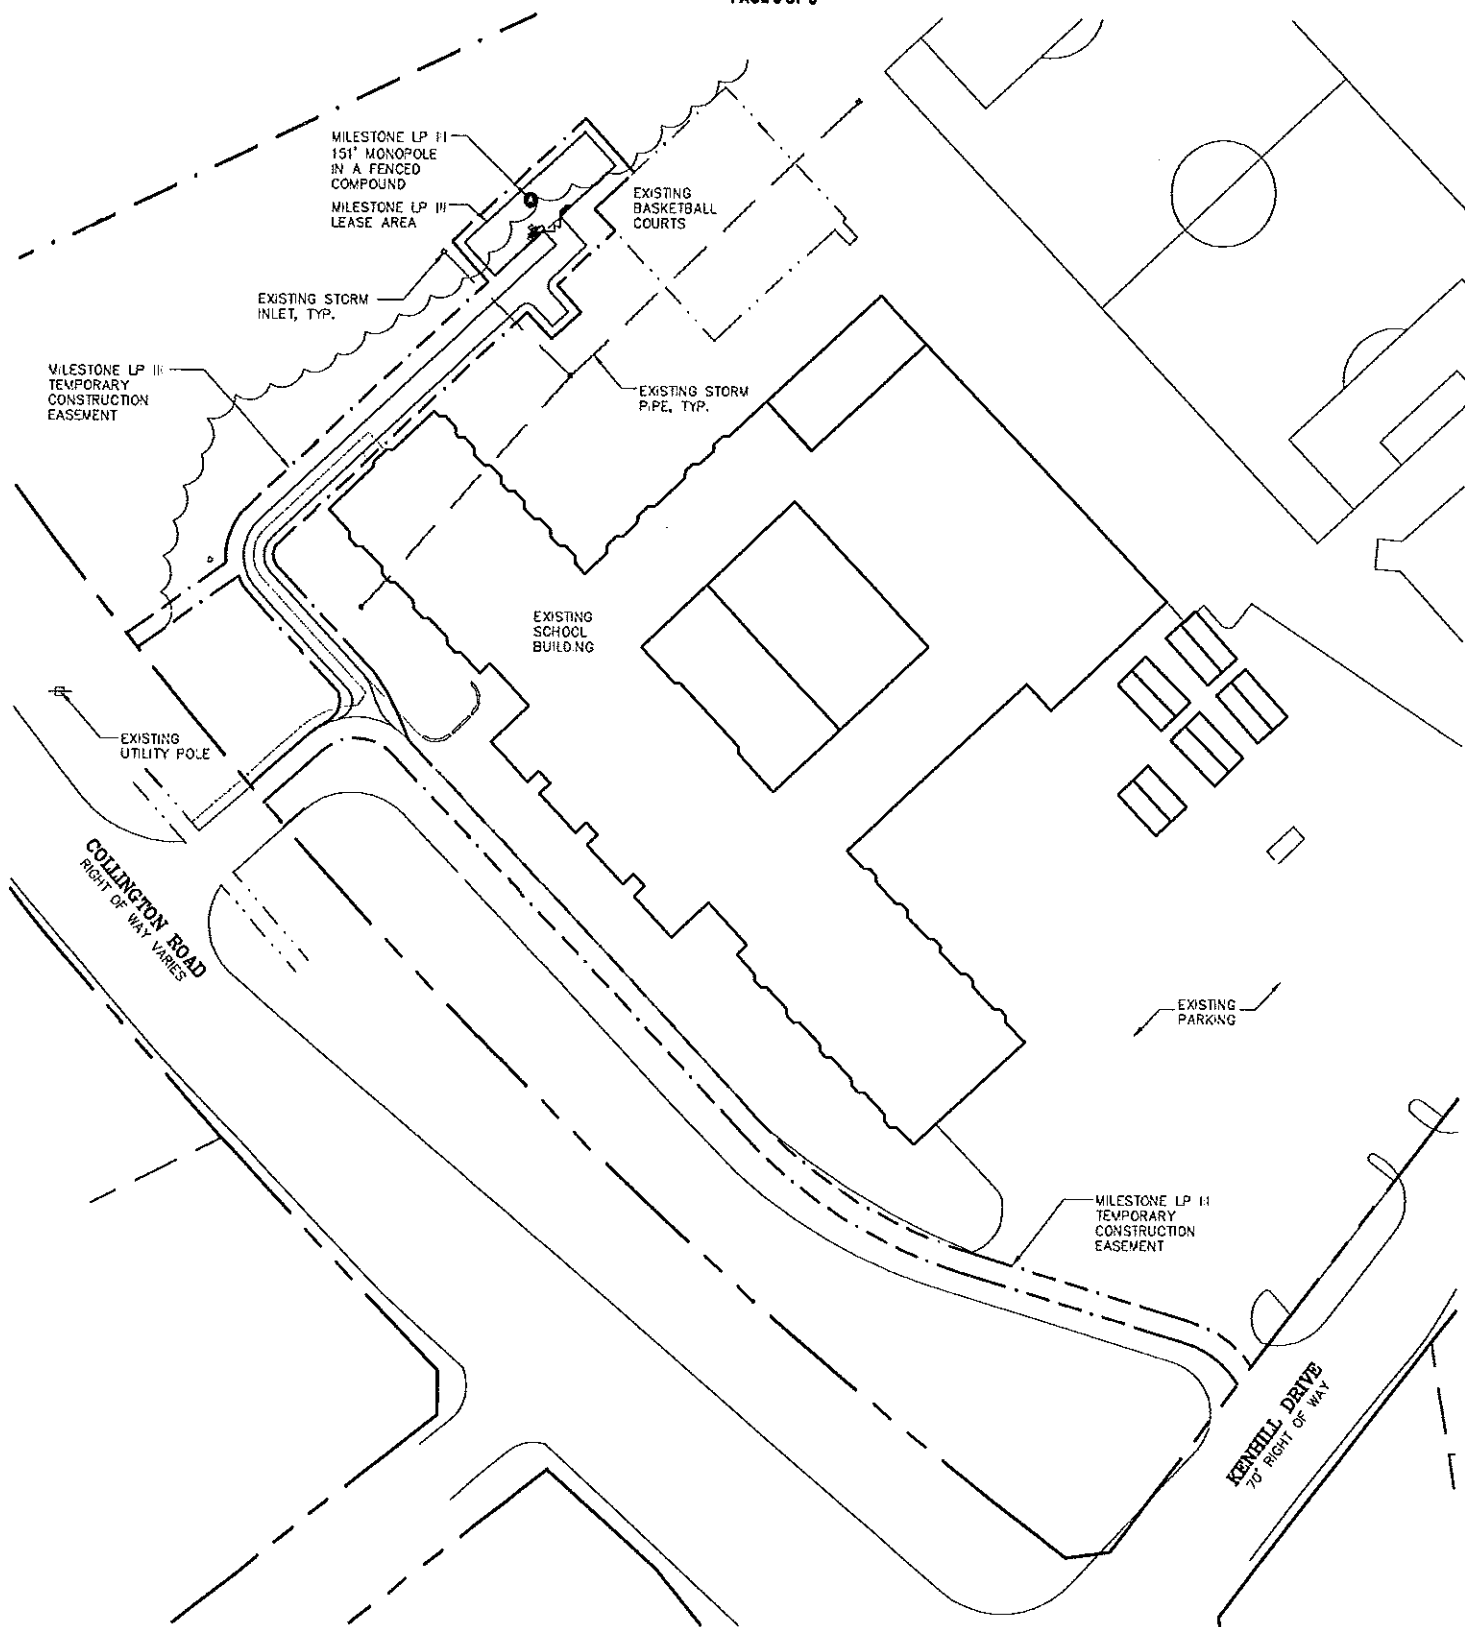 MILESTONE LP III
151' MONOPOLE
IN A FENCED
COMPOUND
MILESTONE LP III
LEASE AREA
EXISTING
BASKETBALL
COURTS
EXISTING STORM
INLET, TYP.
MILESTONE LP III
TEMPORARY
CONSTRUCTION
EASEMENT
EXISTING STORM
PIPE, TYP.
EXISTING
SCHOOL
BUILDING
EXISTING
UTILITY POLE
COLLINGTON ROAD
RIGHT OF WAY VARIES
EXISTING
PARKING
MILESTONE LP III
TEMPORARY
CONSTRUCTION
EASEMENT
KENHILL DRIVE
70' RIGHT OF WAY